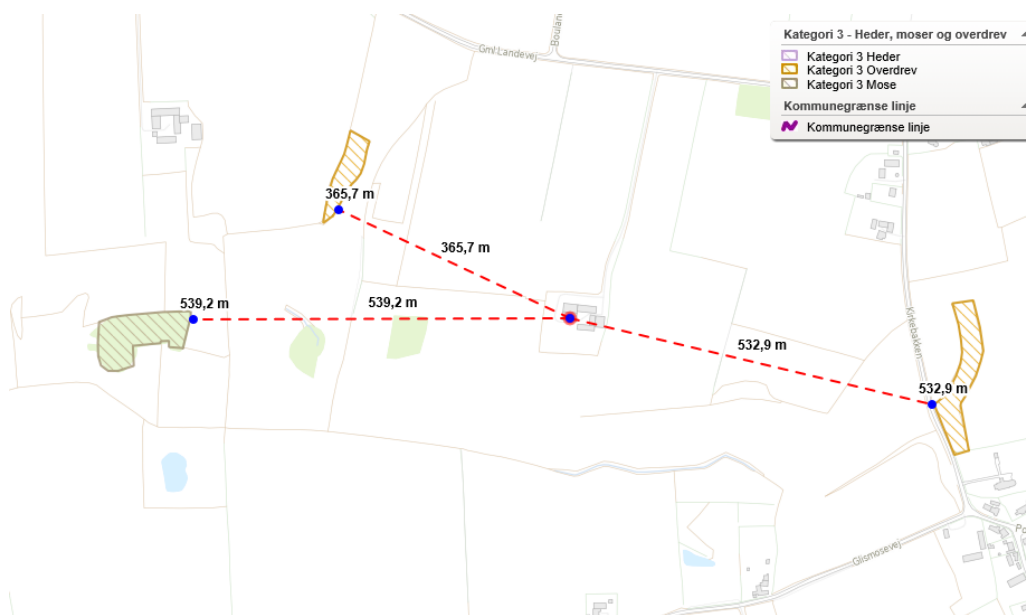 Kategori 3 - Heder, moser og overdrev
Kategori 3 Heder
Kategori 3 Overdrev
Kategori 3 Mose
Kommunegrænse linje
Kommunegrænse linje
Gml Landevej
365,7 m
365,7 m
539,2 m
539,2 m
532,9 m
532,9 m
Kirkebakken
Glismosevej